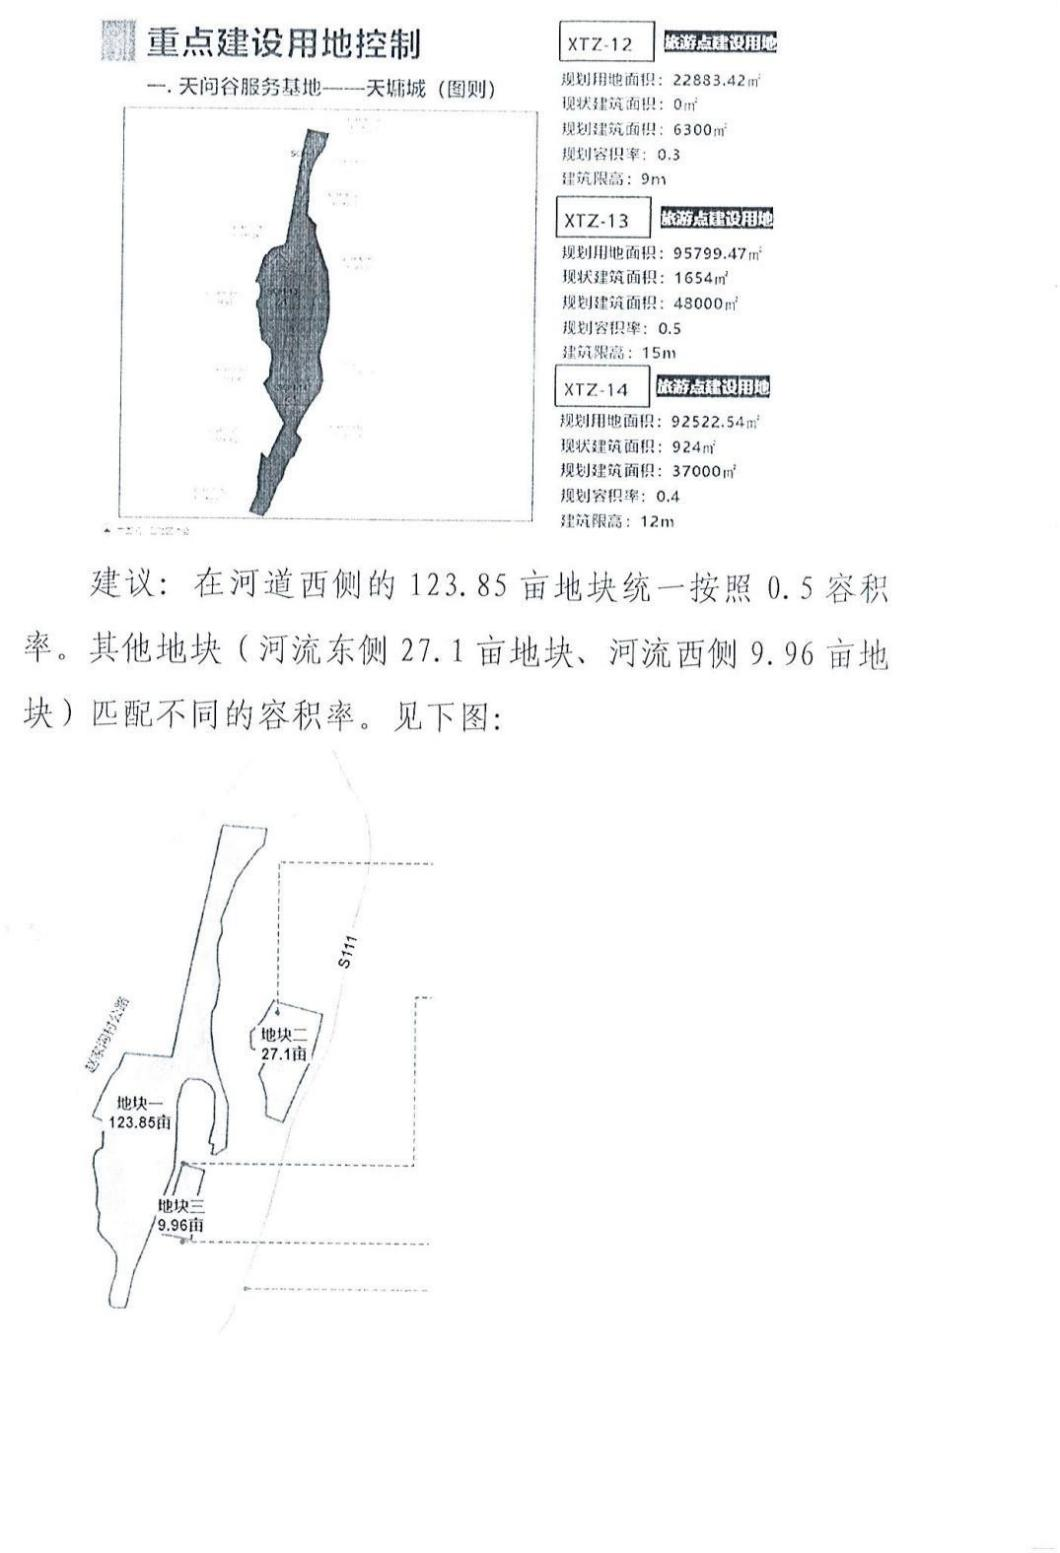 重点建设用地控制
一. 天问谷服务基地——天墉城（图则）
XTZ-12 旅游点建设用地
规划用地面积：22883.42㎡
现状建筑面积：0㎡
规划建筑面积：6300㎡
规划容积率：0.3
建筑限高：9m
XTZ-13 旅游点建设用地
规划用地面积：95799.47㎡
现状建筑面积：1654㎡
规划建筑面积：48000㎡
规划容积率：0.5
建筑限高：15m
XTZ-14 旅游点建设用地
规划用地面积：92522.54㎡
现状建筑面积：924㎡
规划建筑面积：37000㎡
规划容积率：0.4
建筑限高：12m
建议：在河道西侧的 123.85 亩地块统一按照 0.5 容积
率。其他地块（河流东侧 27.1 亩地块、河流西侧 9.96 亩地
块）匹配不同的容积率。见下图：
S111
赵家沟村公路
地块二
27.1亩
地块一
123.85亩
地块三
9.96亩